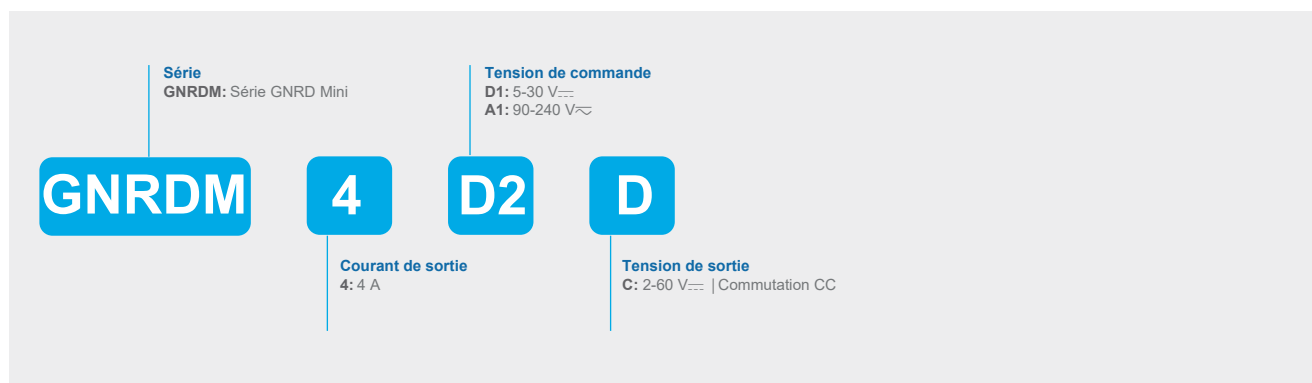 Série
GNRDM: Série GNRD Mini
Tension de commande
D1: 5-30 V⎓
A1: 90-240 V⏦
GNRDM 4 D2 D
Courant de sortie
4: 4 A
Tension de sortie
C: 2-60 V⎓ | Commutation CC